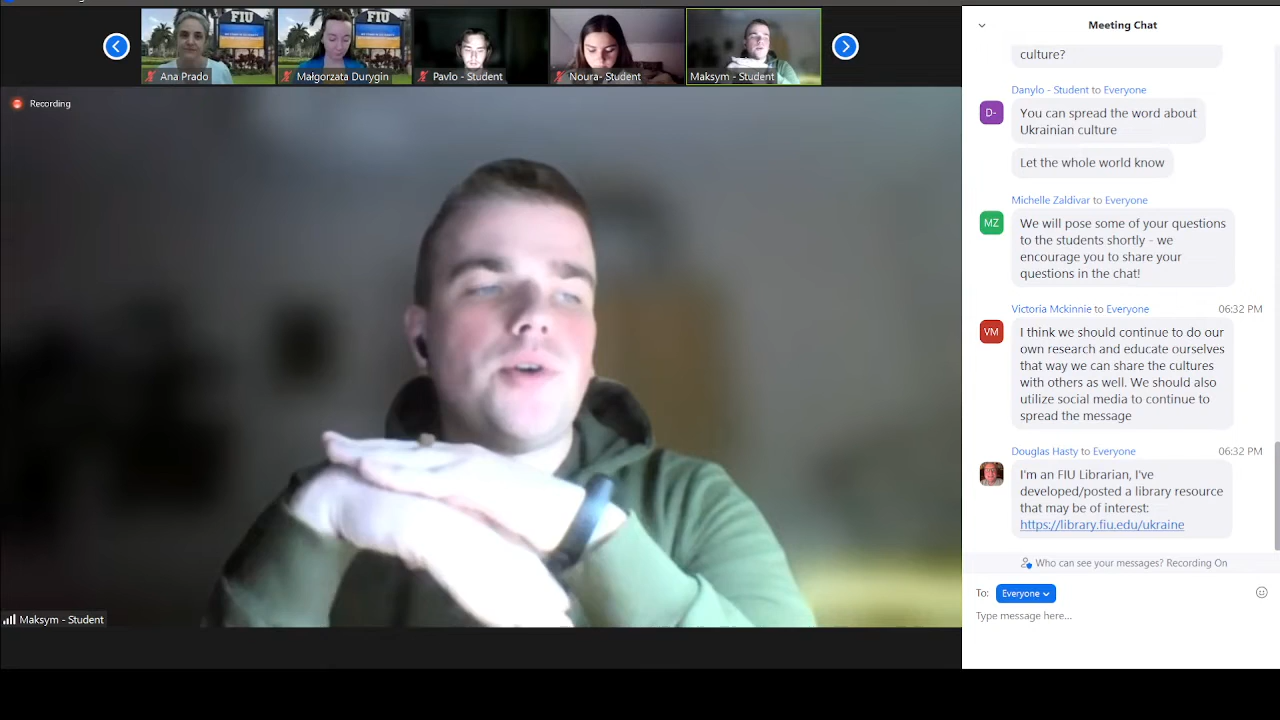 FIU
FIU
Ana Prado
Małgorzata Durygin
Pavlo - Student
Noura- Student
Maksym - Student
Recording
Maksym - Student
Meeting Chat
culture?
Danylo - Student to Everyone
D-
You can spread the word about
Ukrainian culture
Let the whole world know
Michelle Zaldivar to Everyone
MZ
We will pose some of your questions
to the students shortly - we
encourage you to share your
questions in the chat!
Victoria Mckinnie to Everyone 06:32 PM
VM
I think we should continue to do our
own research and educate ourselves
that way we can share the cultures
with others as well. We should also
utilize social media to continue to
spread the message
Douglas Hasty to Everyone 06:32 PM
I'm an FIU Librarian, I've
developed/posted a library resource
that may be of interest:
https://library.fiu.edu/ukraine
Who can see your messages? Recording On
To: Everyone
Type message here...